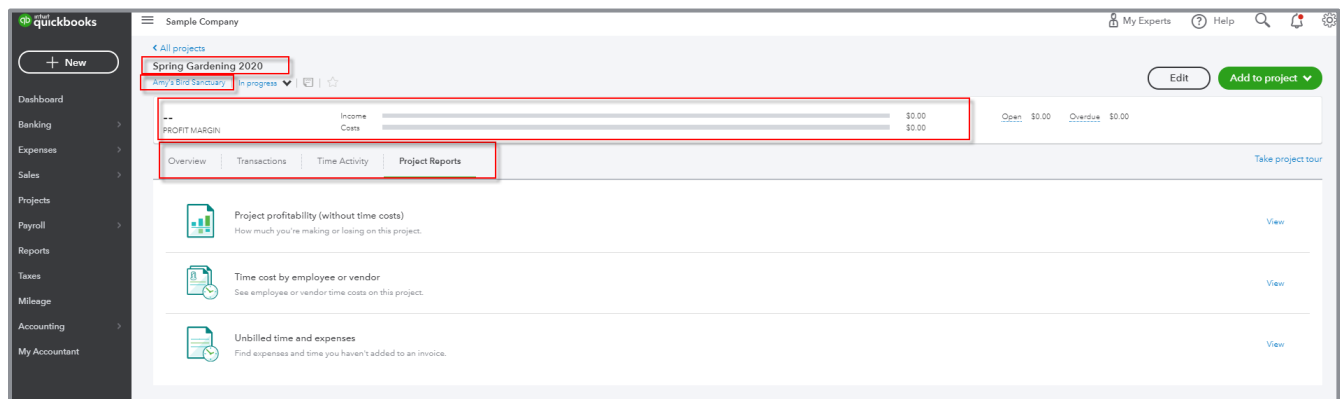 qb intuit quickbooks
Sample Company
My Experts
Help
+ New
Dashboard
Banking
Expenses
Sales
Projects
Payroll
Reports
Taxes
Mileage
Accounting
My Accountant
All projects
Spring Gardening 2020
Amy's Bird Sanctuary | In progress
Edit
Add to project
--
PROFIT MARGIN
Income $0.00
Costs $0.00
Open $0.00 Overdue $0.00
Overview Transactions Time Activity Project Reports
Take project tour
Project profitability (without time costs)
How much you're making or losing on this project.
View
Time cost by employee or vendor
See employee or vendor time costs on this project.
View
Unbilled time and expenses
Find expenses and time you haven't added to an invoice.
View